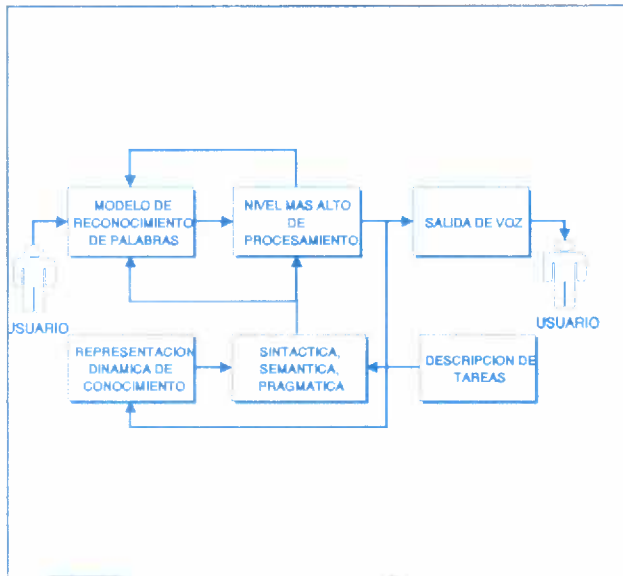 MODELO DE
RECONOCIMIENTO
DE PALABRAS
NIVEL MAS ALTO
DE
PROCESAMIENTO
SALIDA DE VOZ
USUARIO
USUARIO
REPRESENTACION
DINAMICA DE
CONOCIMIENTO
SINTACTICA,
SEMANTICA,
PRAGMATICA
DESCRIPCION DE
TAREAS